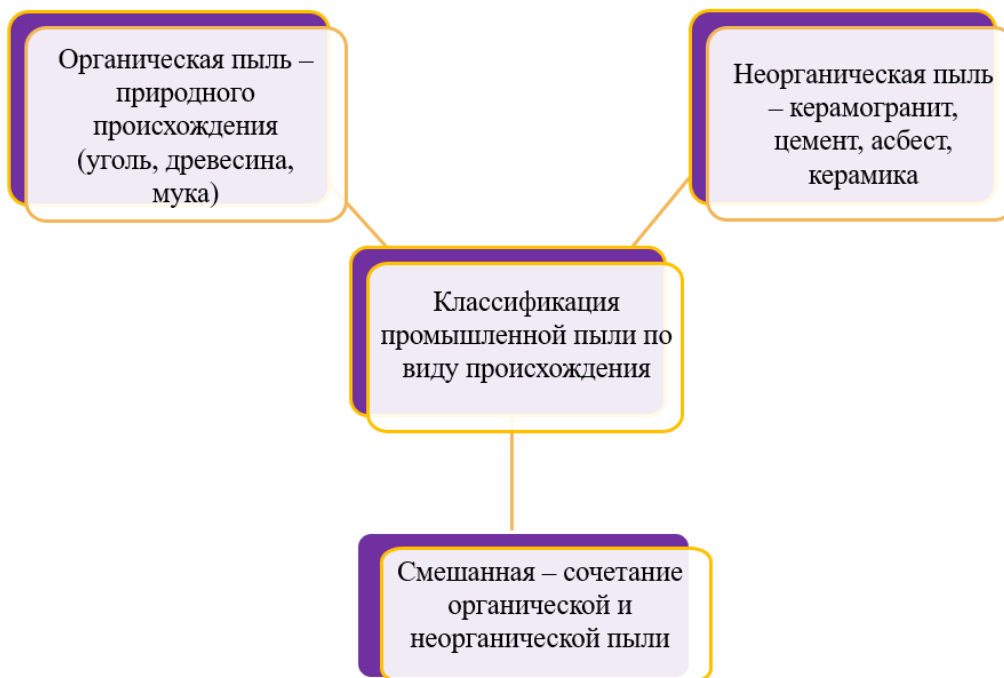 Органическая пыль –
природного
происхождения
(уголь, древесина,
мука)
Неорганическая пыль
– керамогранит,
цемент, асбест,
керамика
Классификация
промышленной пыли по
виду происхождения
Смешанная – сочетание
органической и
неорганической пыли